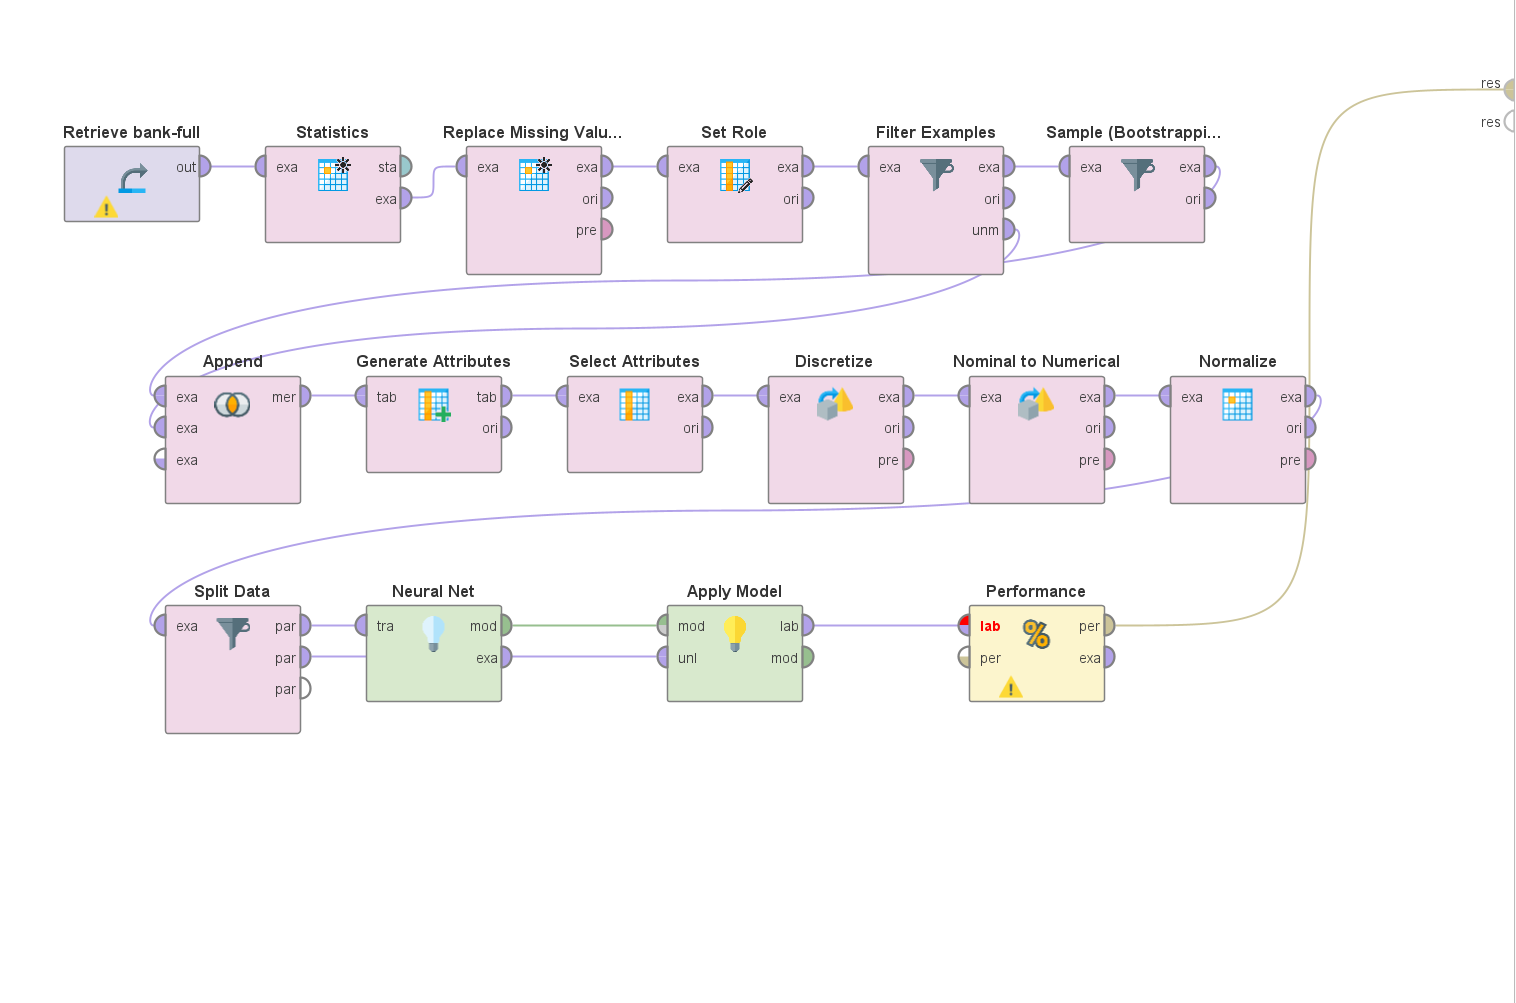 res
res
Retrieve bank-full
Statistics
Replace Missing Valu...
Set Role
Filter Examples
Sample (Bootstrappi...
out
exa
sta
exa
exa
exa
ori
pre
exa
exa
ori
exa
exa
ori
unm
exa
exa
ori
Append
Generate Attributes
Select Attributes
Discretize
Nominal to Numerical
Normalize
exa
mer
exa
exa
tab
tab
ori
exa
exa
ori
exa
exa
ori
pre
exa
exa
ori
pre
exa
exa
ori
pre
Split Data
Neural Net
Apply Model
Performance
exa
par
par
par
tra
mod
exa
mod
lab
unl
mod
lab
per
per
exa